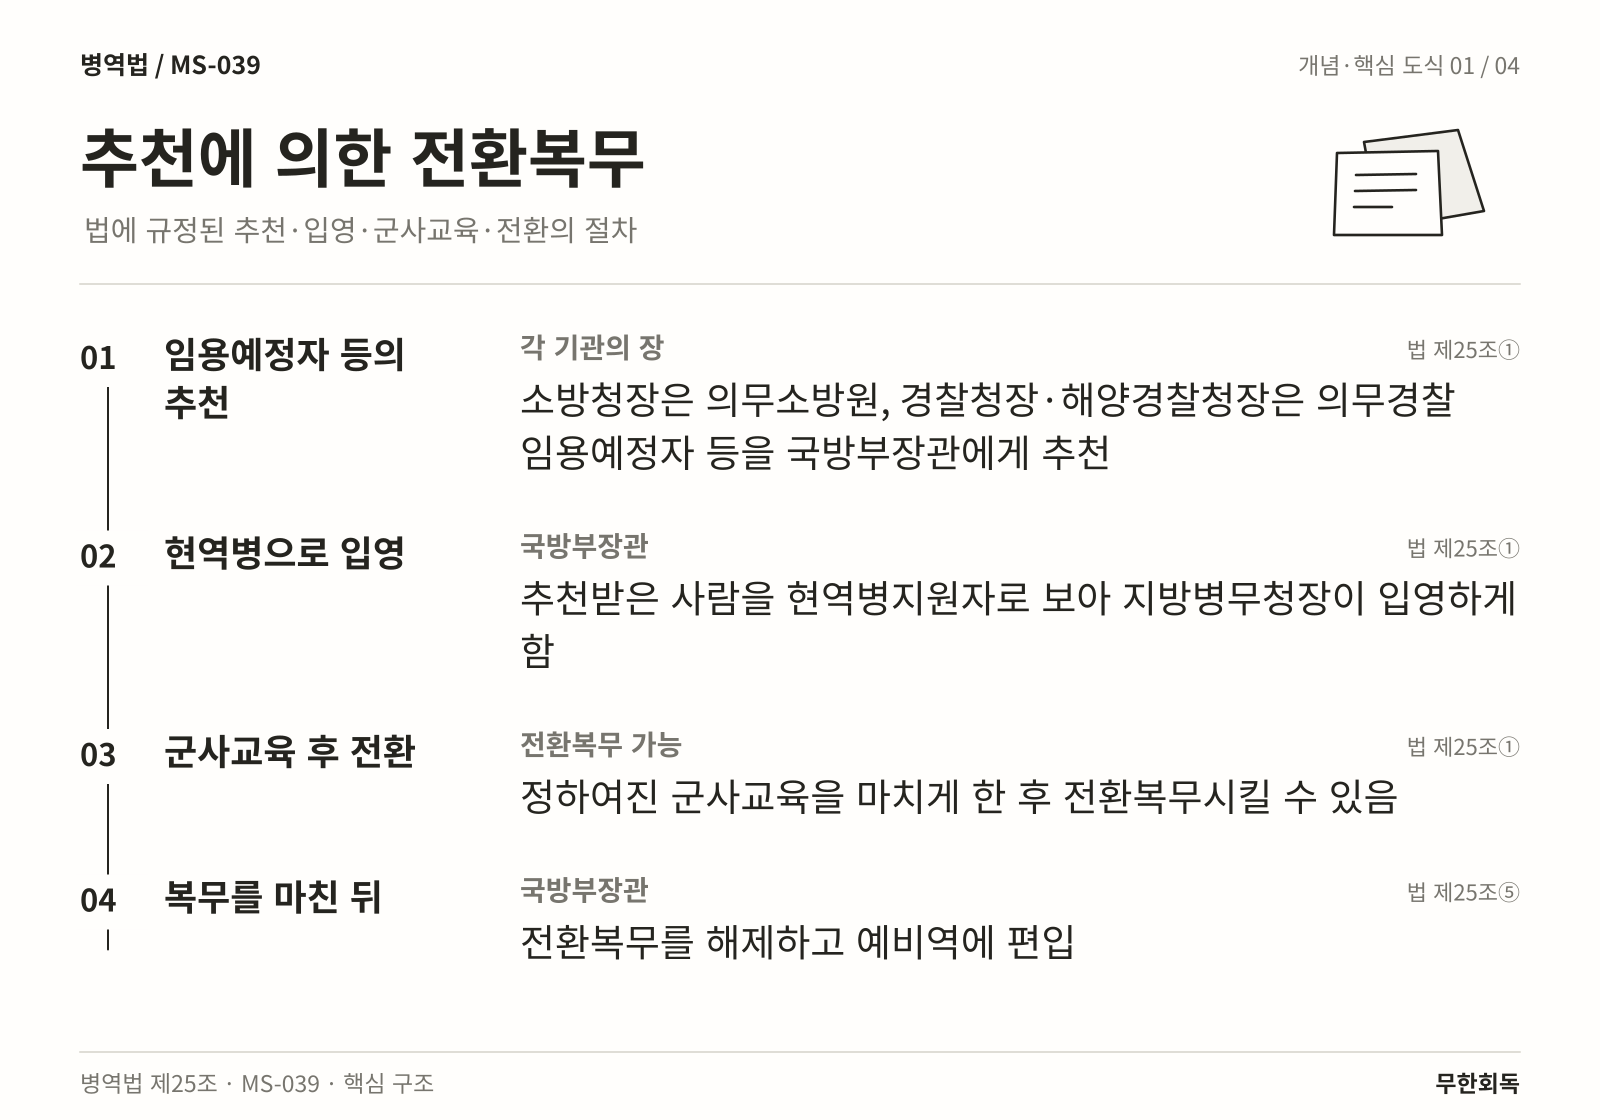 병역법 / MS-039
개념·핵심 도식 01 / 04
추천에 의한 전환복무
법에 규정된 추천·입영·군사교육·전환의 절차
01
임용예정자 등의
추천
각 기관의 장
법 제25조①
소방청장은 의무소방원, 경찰청장·해양경찰청장은 의무경찰
임용예정자 등을 국방부장관에게 추천
02
현역병으로 입영
국방부장관
법 제25조①
추천받은 사람을 현역병지원자로 보아 지방병무청장이 입영하게
함
03
군사교육 후 전환
전환복무 가능
법 제25조①
정하여진 군사교육을 마치게 한 후 전환복무시킬 수 있음
04
복무를 마친 뒤
국방부장관
법 제25조⑤
전환복무를 해제하고 예비역에 편입
병역법 제25조 · MS-039 · 핵심 구조
무한회독